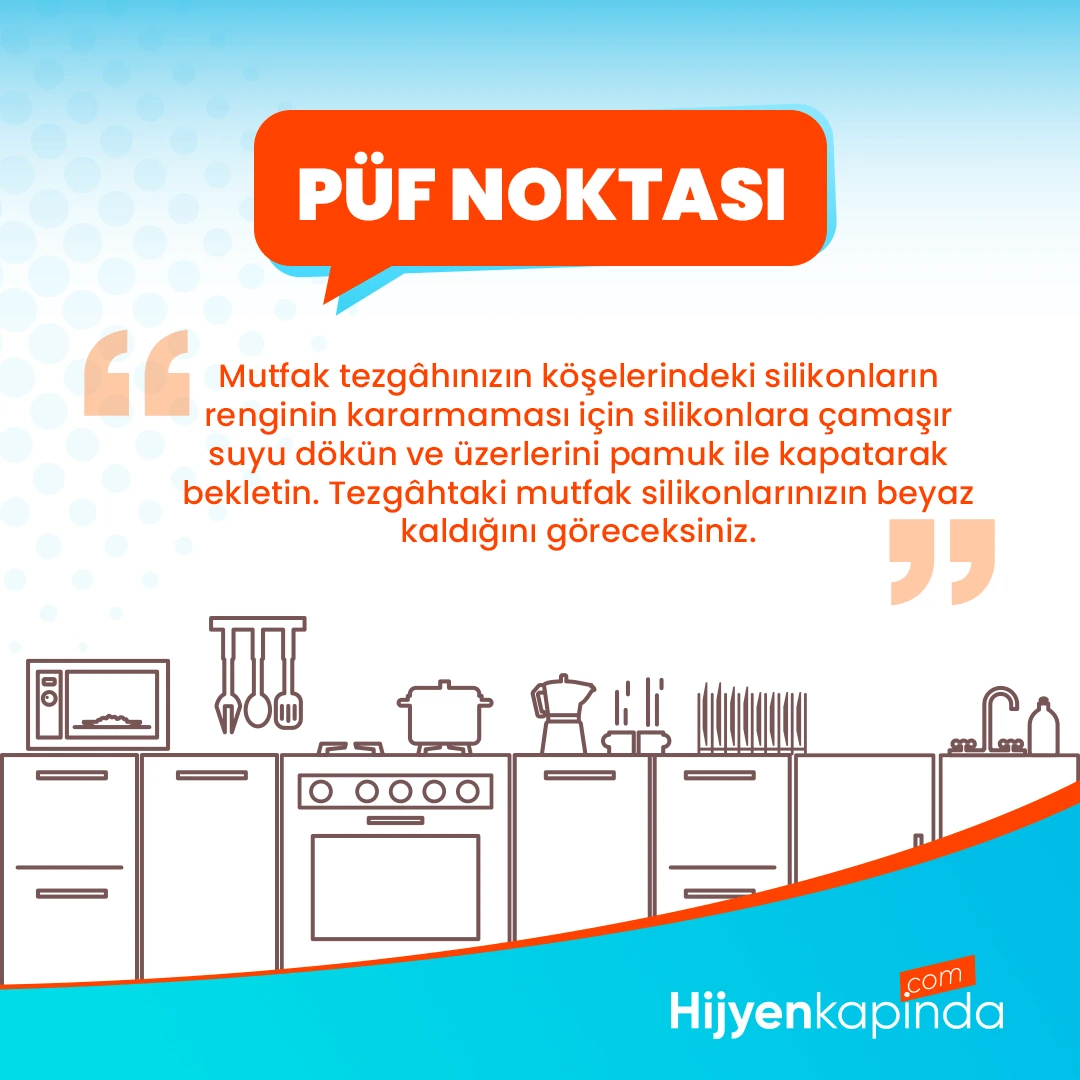 PÜF NOKTASI
Mutfak tezgâhınızın köşelerindeki silikonların
renginin kararmaması için silikonlara çamaşır
suyu dökün ve üzerlerini pamuk ile kapatarak
bekletin. Tezgâhtaki mutfak silikonlarınızın beyaz
kaldığını göreceksiniz.
.com
Hijyenkapinda